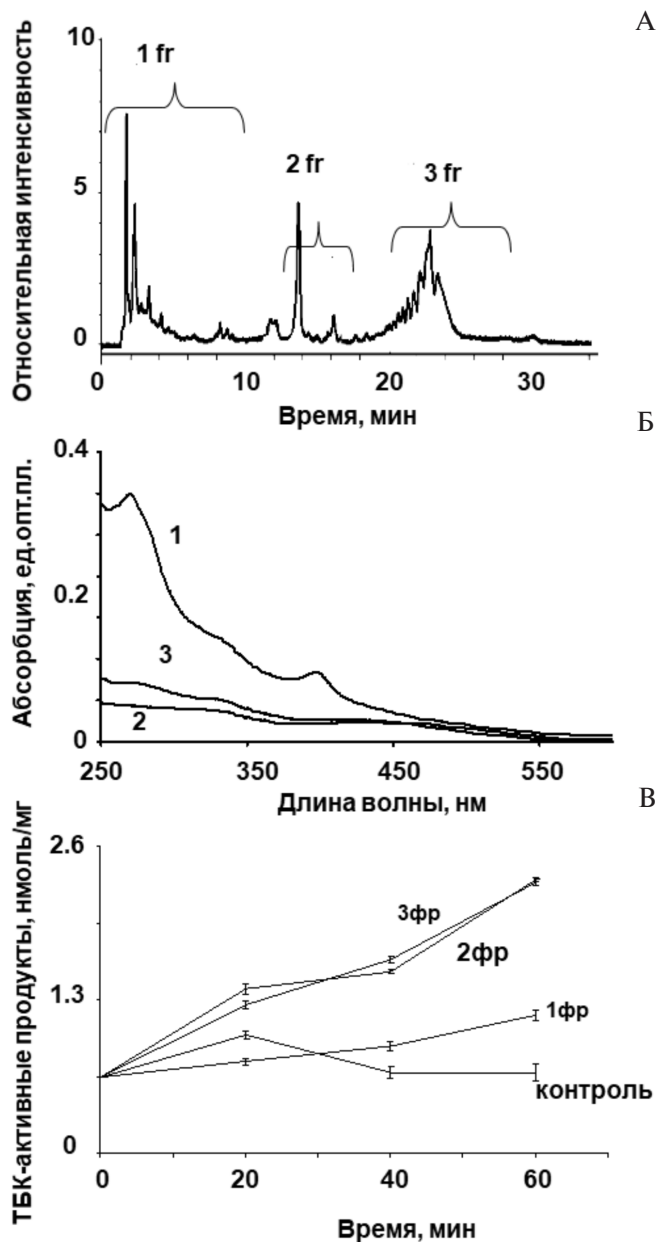 А
Относительная интенсивность
10
5
0
1 fr
2 fr
3 fr
0
10
20
30
Время, мин
Б
Абсорбция, ед.опт.пл.
0.4
0.2
0
1
3
2
250
350
450
550
Длина волны, нм
В
ТБК-активные продукты, нмоль/мг
2.6
1.3
0
3фр
2фр
1фр
контроль
0
20
40
60
Время, мин